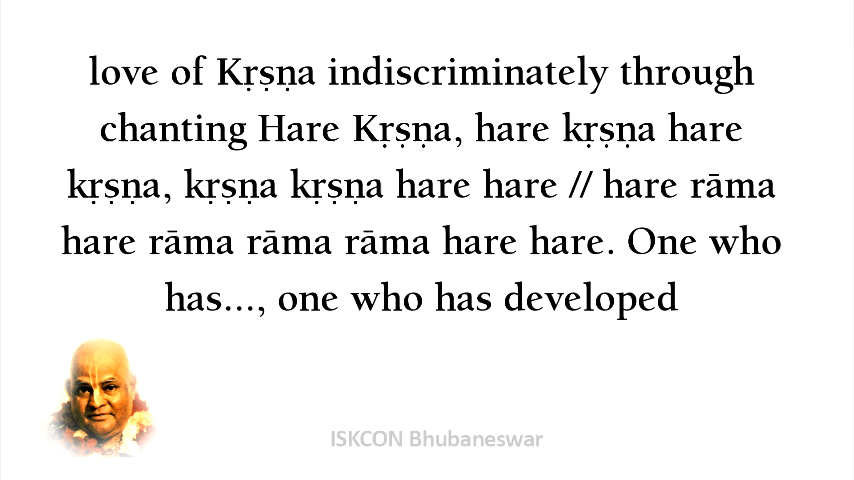 love of Kṛṣṇa indiscriminately through
chanting Hare Kṛṣṇa, hare kṛṣṇa hare
kṛṣṇa, kṛṣṇa kṛṣṇa hare hare // hare rāma
hare rāma rāma rāma hare hare. One who
has..., one who has developed
ISKCON Bhubaneswar